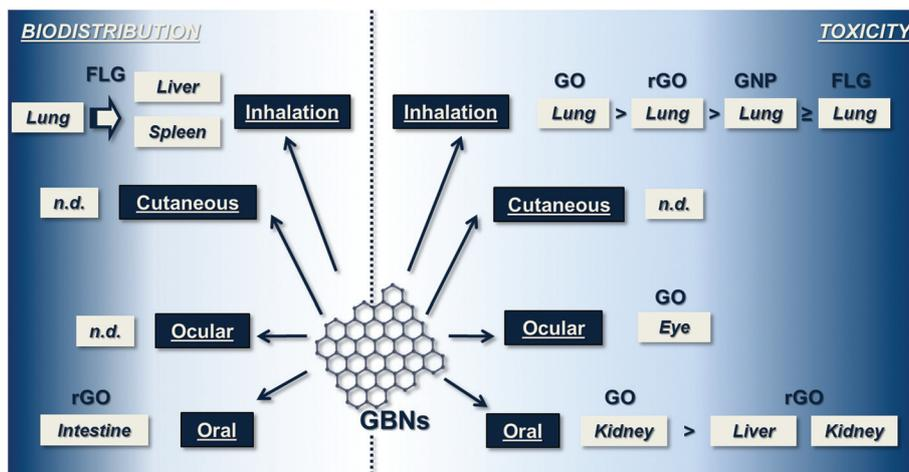 BIODISTRIBUTION
FLG
Lung
Liver
Spleen
Inhalation
n.d.
Cutaneous
n.d.
Ocular
rGO
Intestine
Oral
GBNs
TOXICITY
GO rGO GNP FLG
Inhalation Lung > Lung > Lung ≥ Lung
Cutaneous n.d.
GO
Ocular Eye
GO rGO
Oral Kidney > Liver Kidney